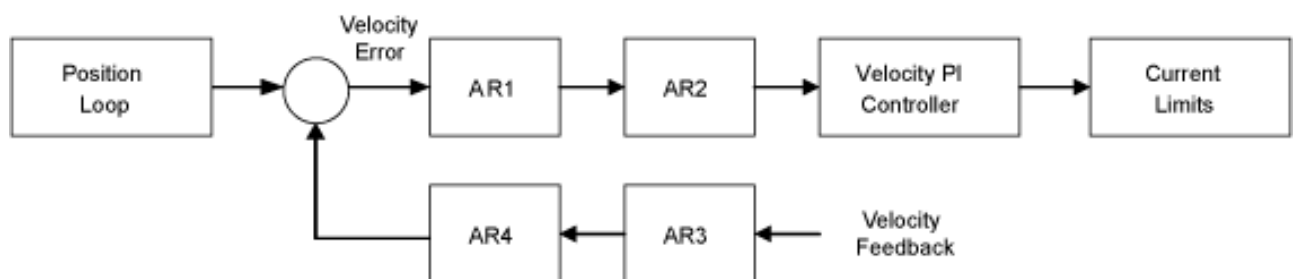 Velocity
Error
Position
Loop
AR1
AR2
Velocity PI
Controller
Current
Limits
AR4
AR3
Velocity
Feedback